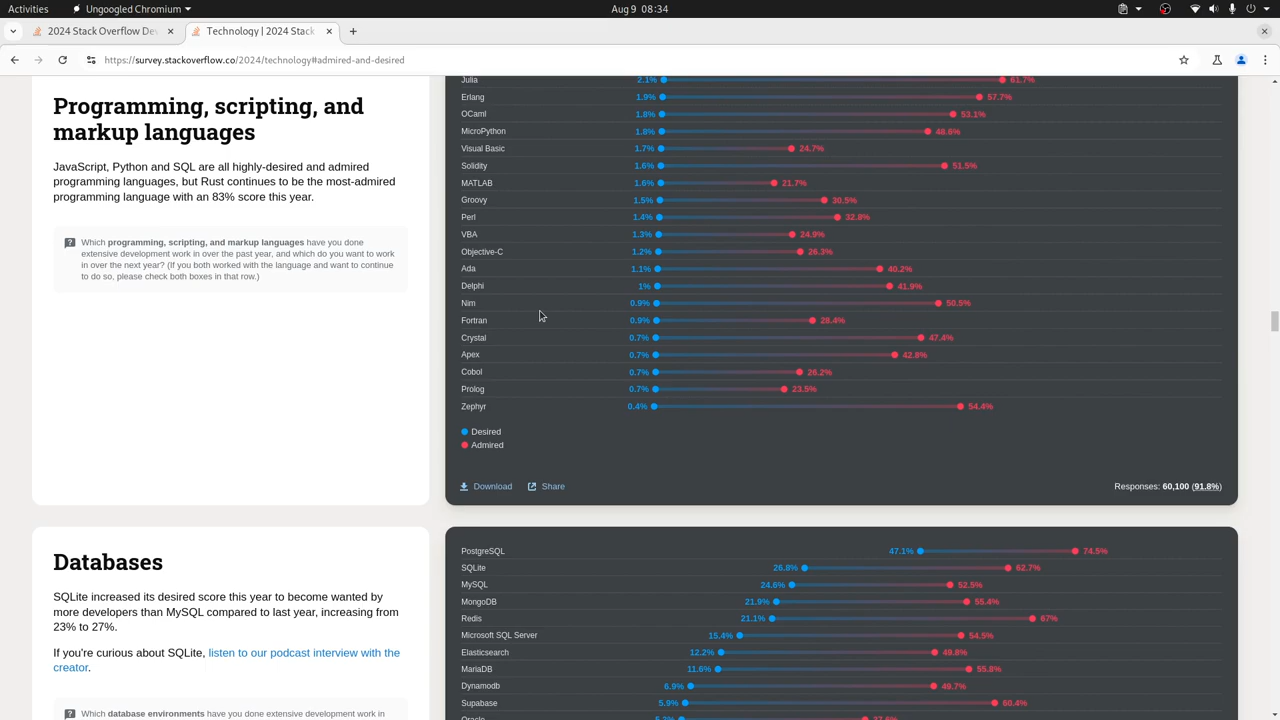 Activities
Ungoogled Chromium
Aug 9 08:34
2024 Stack Overflow Dev
Technology | 2024 Stack
https://survey.stackoverflow.co/2024/technology#admired-and-desired
Programming, scripting, and
markup languages
JavaScript, Python and SQL are all highly-desired and admired
programming languages, but Rust continues to be the most-admired
programming language with an 83% score this year.
Which programming, scripting, and markup languages have you done
extensive development work in over the past year, and which do you want to work
in over the next year? (If you both worked with the language and want to continue
to do so, please check both boxes in that row.)
Julia 2.1% 61.7%
Erlang 1.9% 57.7%
OCaml 1.8% 53.1%
MicroPython 1.8% 48.6%
Visual Basic 1.7% 24.7%
Solidity 1.6% 51.5%
MATLAB 1.6% 21.7%
Groovy 1.5% 30.5%
Perl 1.4% 32.8%
VBA 1.3% 24.9%
Objective-C 1.2% 26.3%
Ada 1.1% 40.2%
Delphi 1% 41.9%
Nim 0.9% 50.5%
Fortran 0.9% 28.4%
Crystal 0.7% 47.4%
Apex 0.7% 42.8%
Cobol 0.7% 26.2%
Prolog 0.7% 23.5%
Zephyr 0.4% 54.4%
Desired
Admired
Download Share Responses: 60,100 (91.8%)
Databases
SQLite increased its desired score this year to become wanted by
more developers than MySQL compared to last year, increasing from
23% to 27%.
If you're curious about SQLite, listen to our podcast interview with the
creator.
Which database environments have you done extensive development work in
PostgreSQL 47.1% 74.5%
SQLite 26.8% 62.7%
MySQL 24.6% 52.5%
MongoDB 21.9% 55.4%
Redis 21.1% 67%
Microsoft SQL Server 15.4% 54.5%
Elasticsearch 12.2% 49.8%
MariaDB 11.6% 55.8%
Dynamodb 6.9% 49.7%
Supabase 5.9% 60.4%
Oracle